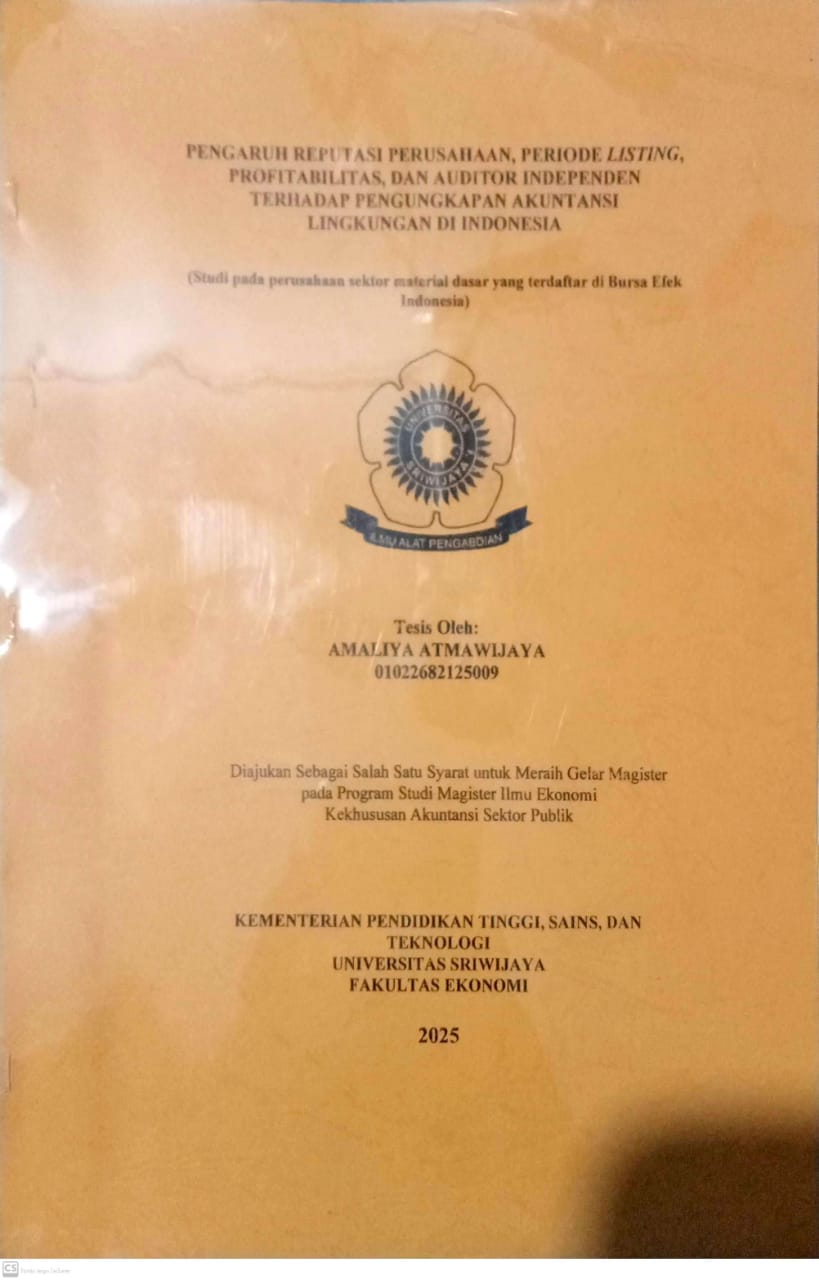 PENGARUH REPUTASI PERUSAHAAN, PERIODE LISTING,
PROFITABILITAS, DAN AUDITOR INDEPENDEN
TERHADAP PENGUNGKAPAN AKUNTANSI
LINGKUNGAN DI INDONESIA
(Studi pada perusahaan sektor material dasar yang terdaftar di Bursa Efek
Indonesia)
UNIVERSITAS
SRIWIJAYA
ILMU ALAT PENGABDIAN
Tesis Oleh:
AMALIYA ATMAWIJAYA
01022682125009
Diajukan Sebagai Salah Satu Syarat untuk Meraih Gelar Magister
pada Program Studi Magister Ilmu Ekonomi
Kekhususan Akuntansi Sektor Publik
KEMENTERIAN PENDIDIKAN TINGGI, SAINS, DAN
TEKNOLOGI
UNIVERSITAS SRIWIJAYA
FAKULTAS EKONOMI
2025
CS